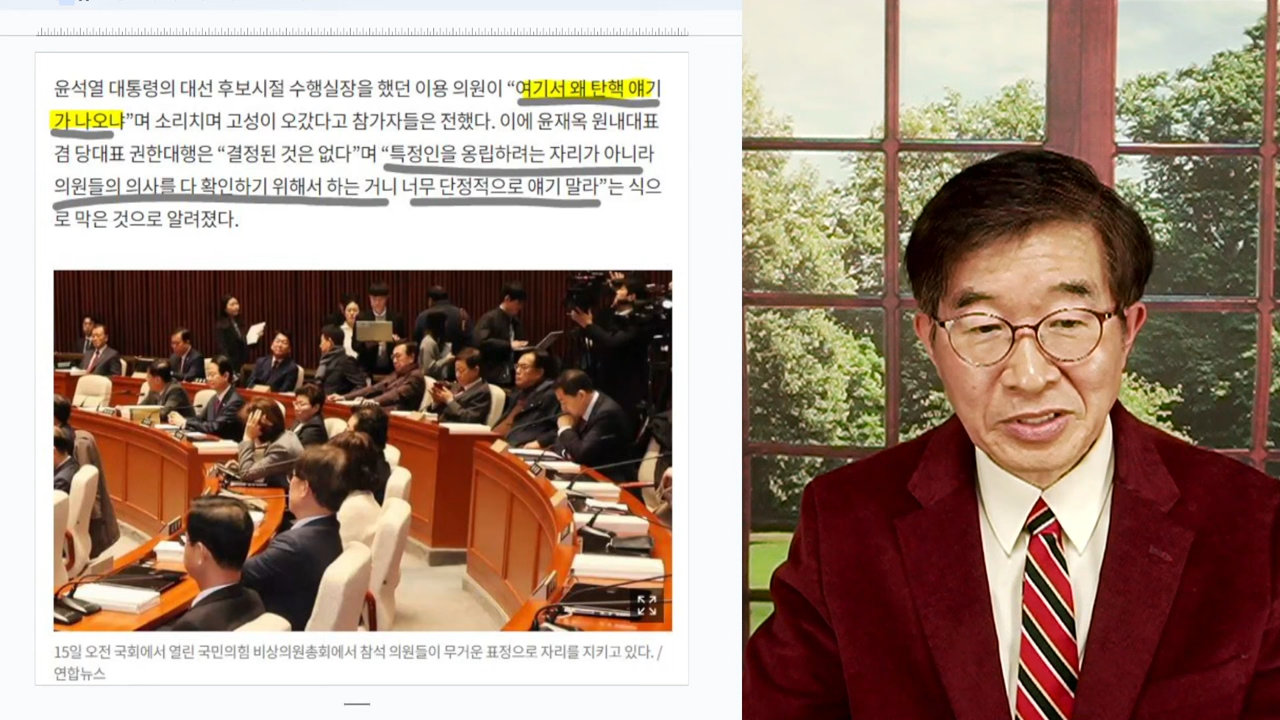 윤석열 대통령의 대선 후보시절 수행실장을 했던 이용 의원이 “여기서 왜 탄핵 얘기
가 나오냐”며 소리치며 고성이 오갔다고 참가자들은 전했다. 이에 윤재옥 원내대표
겸 당대표 권한대행은 “결정된 것은 없다”며 “특정인을 옹립하려는 자리가 아니라
의원들의 의사를 다 확인하기 위해서 하는 거니 너무 단정적으로 얘기 말라”는 식으
로 막은 것으로 알려졌다.
15일 오전 국회에서 열린 국민의힘 비상의원총회에서 참석 의원들이 무거운 표정으로 자리를 지키고 있다. /
연합뉴스